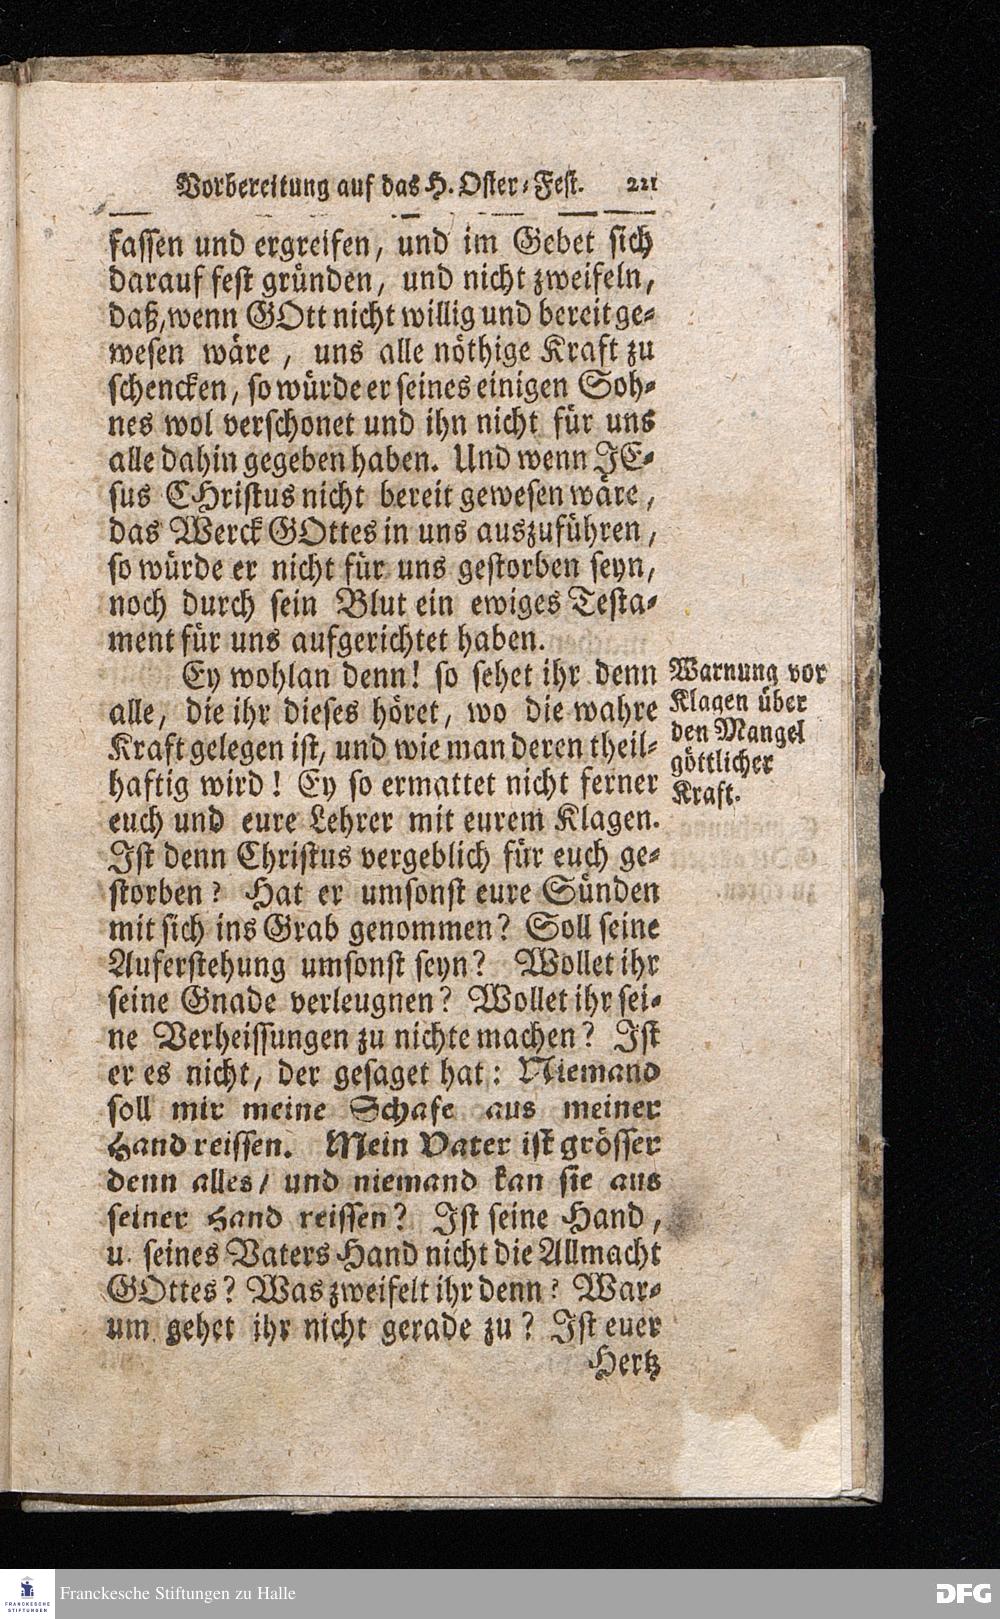 Vorbereitung auf das H. Oster-Fest. 221
fassen und ergreifen, und im Gebet sich
darauf fest gründen, und nicht zweifeln,
daß, wenn GOtt nicht willig und bereit ge-
wesen wäre, uns alle nöthige Kraft zu
schencken, so würde er seines einigen Soh-
nes wol verschonet und ihn nicht für uns
alle dahin gegeben haben. Und wenn JE-
sus CHristus nicht bereit gewesen wäre,
das Werck GOttes in uns auszuführen,
so würde er nicht für uns gestorben seyn,
noch durch sein Blut ein ewiges Testa-
ment für uns aufgerichtet haben.
Ey wohlan denn! so sehet ihr denn
alle, die ihr dieses höret, wo die wahre
Kraft gelegen ist, und wie man deren theil-
haftig wird! Ey so ermattet nicht ferner
euch und eure Lehrer mit eurem Klagen.
Ist denn Christus vergeblich für euch ge-
storben? Hat er umsonst eure Sünden
mit sich ins Grab genommen? Soll seine
Auferstehung umsonst seyn? Wollet ihr
seine Gnade verleugnen? Wollet ihr sei-
ne Verheissungen zu nichte machen? Ist
er es nicht, der gesaget hat: Niemand
soll mir meine Schafe aus meiner
Hand reissen. Mein Vater ist grösser
denn alles/ und niemand kan sie aus
seiner Hand reissen? Ist seine Hand,
u. seines Vaters Hand nicht die Allmacht
GOttes? Was zweifelt ihr denn? War-
um gehet ihr nicht gerade zu? Ist euer
Hertz
Warnung vor
Klagen über
den Mangel
göttlicher
Kraft.
FRANCKESCHE
STIFTUNGEN
Franckesche Stiftungen zu Halle
DFG